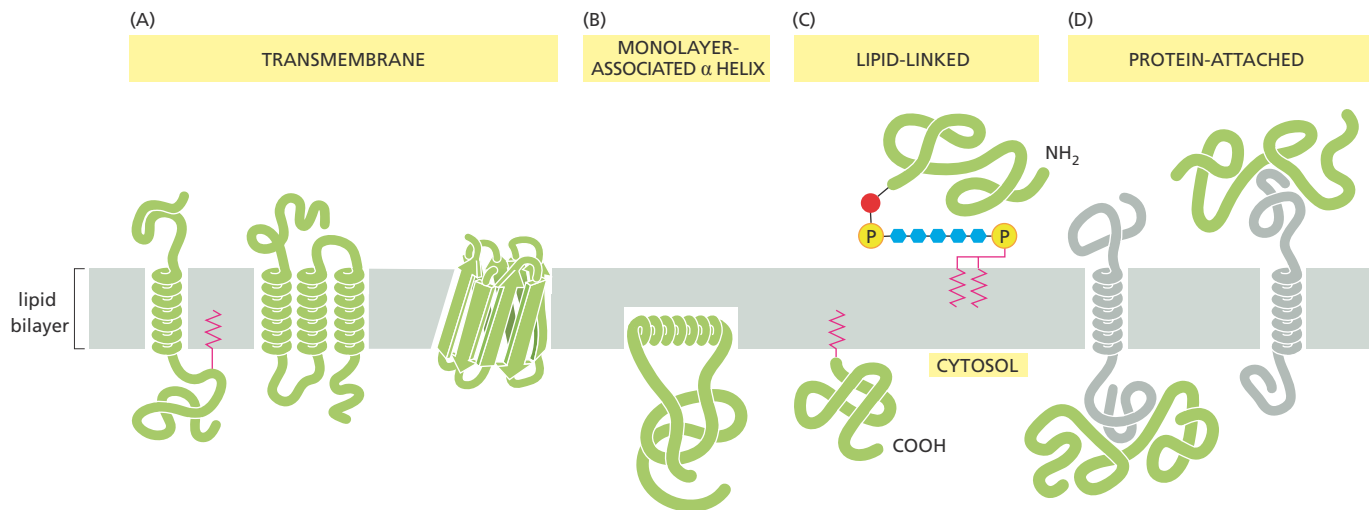 (A)
TRANSMEMBRANE
(B)
MONOLAYER-
ASSOCIATED α HELIX
(C)
LIPID-LINKED
(D)
PROTEIN-ATTACHED
NH₂
P
P
lipid
bilayer
CYTOSOL
COOH